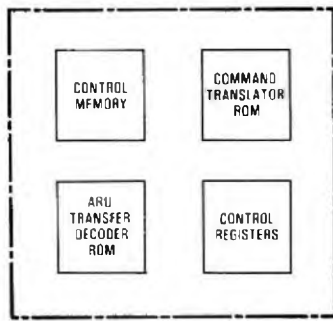 CONTROL
MEMORY
COMMAND
TRANSLATOR
ROM
ARU
TRANSFER
DECODER
ROM
CONTROL
REGISTERS